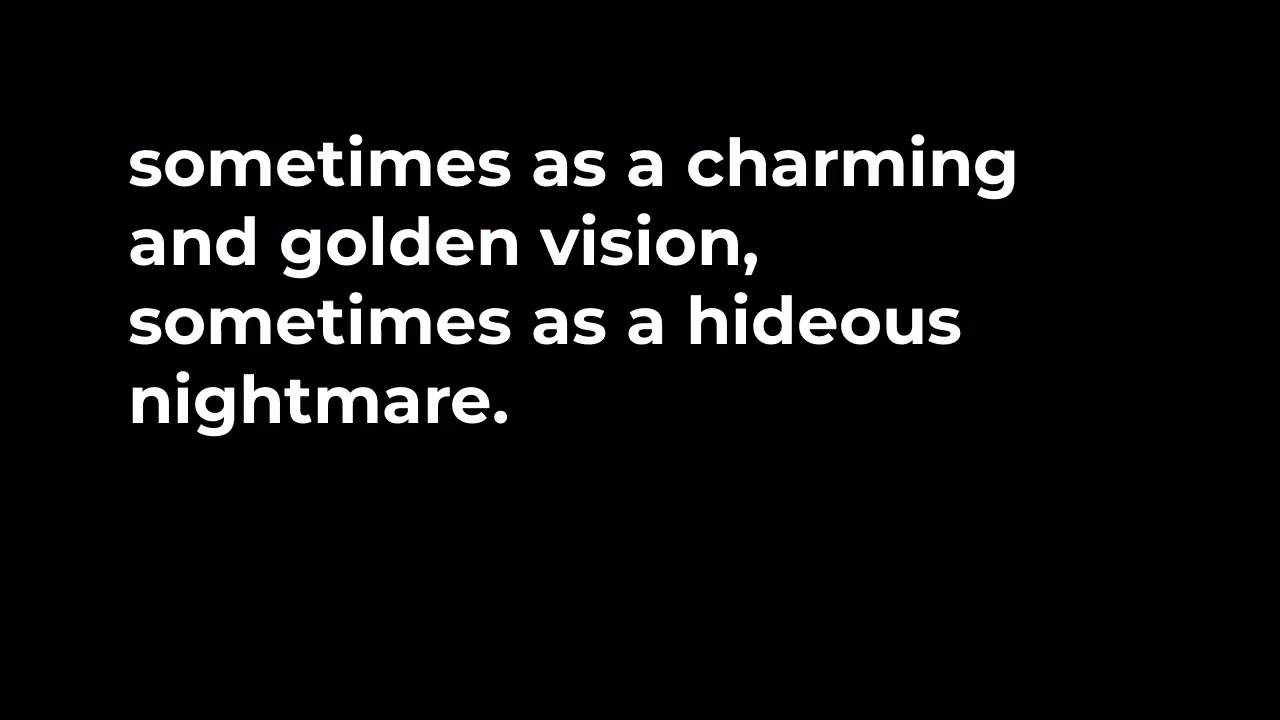 sometimes as a charming
and golden vision,
sometimes as a hideous
nightmare.